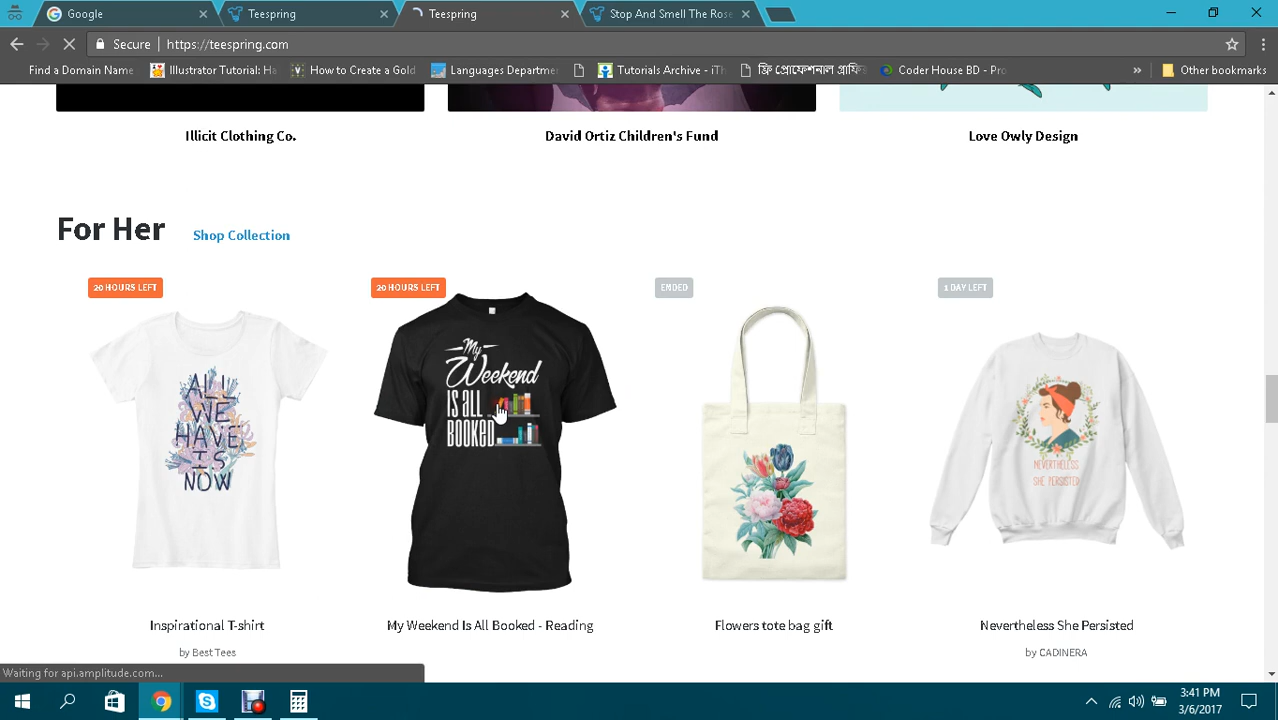 Google
Teespring
Teespring
Stop And Smell The Rose
Secure
https://teespring.com
Find a Domain Name
Illustrator Tutorial: Ha
How to Create a Gold
Languages Departme
Tutorials Archive - iTh
ফ্রি প্রোফেশনাল গ্রাফি
Coder House BD - Pro
»
Other bookmarks
Illicit Clothing Co.
David Ortiz Children's Fund
Love Owly Design
For Her
Shop Collection
20 HOURS LEFT
20 HOURS LEFT
ENDED
1 DAY LEFT
ALL
WE
HAVE
IS
NOW
My
Weekend
IS ALL
BOOKED
NEVERTHELESS
SHE PERSISTED
Inspirational T-shirt
My Weekend Is All Booked - Reading
Flowers tote bag gift
Nevertheless She Persisted
by Best Tees
by CADINERA
Waiting for api.amplitude.com...
3:41 PM
3/6/2017